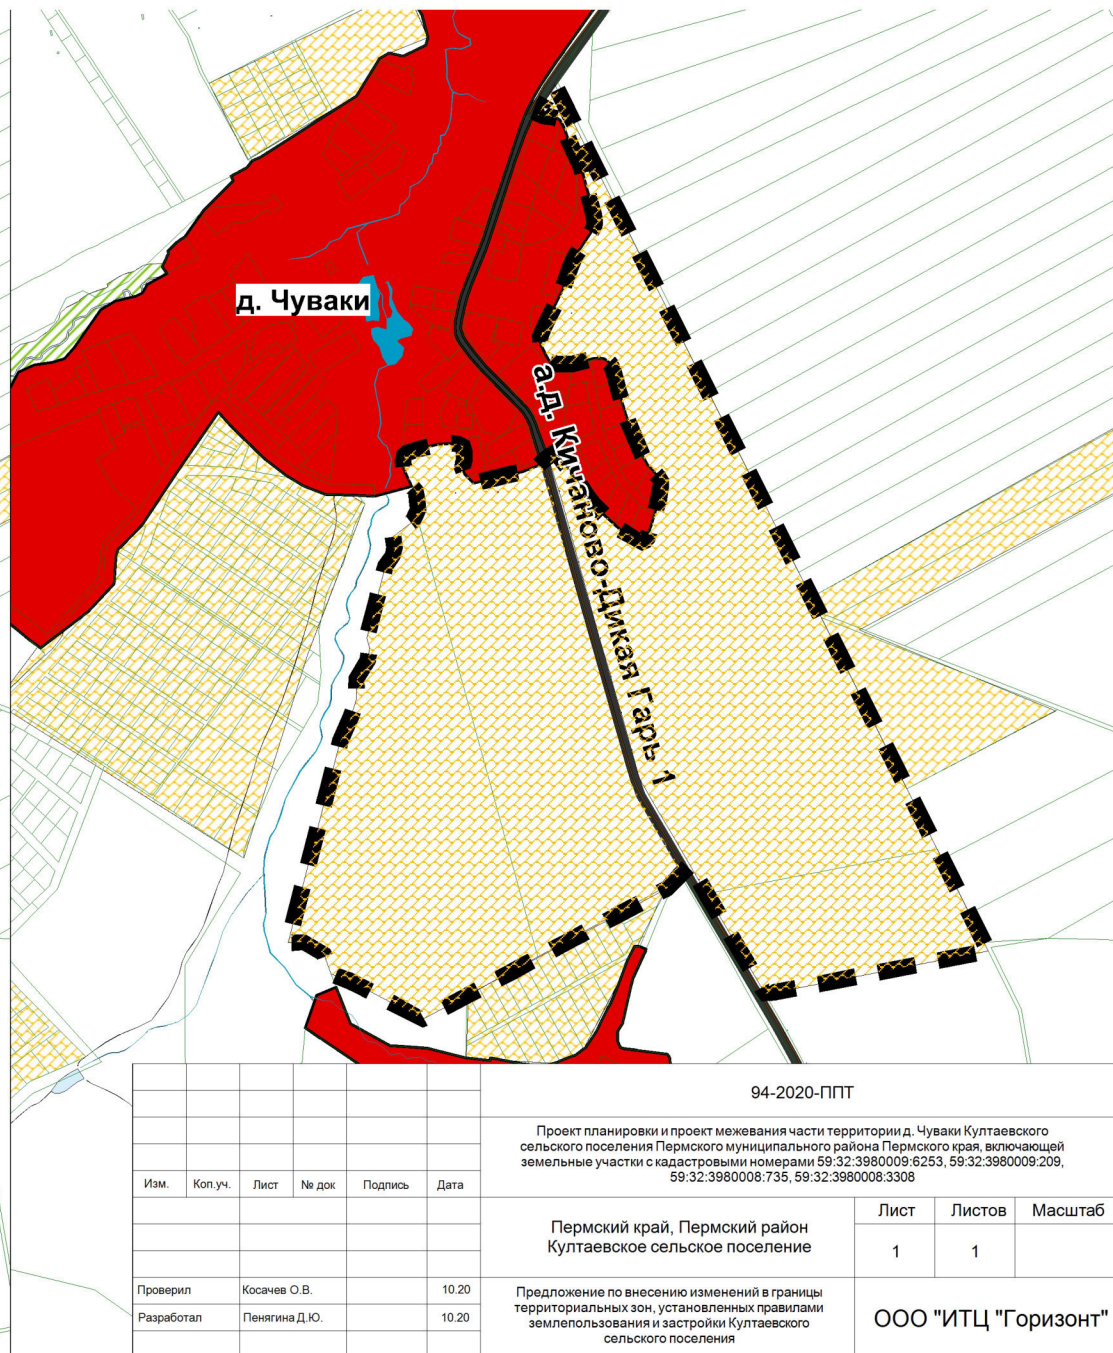 д. Чуваки
а.д. Кичаново-Дикая Гарь 1
94-2020-ППТ
Проект планировки и проект межевания части территории д. Чуваки Култаевского
сельского поселения Пермского муниципального района Пермского края, включающей
земельные участки с кадастровыми номерами 59:32:3980009:6253, 59:32:3980009:209,
59:32:3980008:735, 59:32:3980008:3308
Изм. Кол.уч. Лист № док Подпись Дата
Пермский край, Пермский район
Култаевское сельское поселение
Лист Листов Масштаб
1 1
Проверил Косачев О.В. 10.20
Разработал Пенягина Д.Ю. 10.20
Предложение по внесению изменений в границы
территориальных зон, установленных правилами
землепользования и застройки Култаевского
сельского поселения
ООО "ИТЦ "Горизонт"